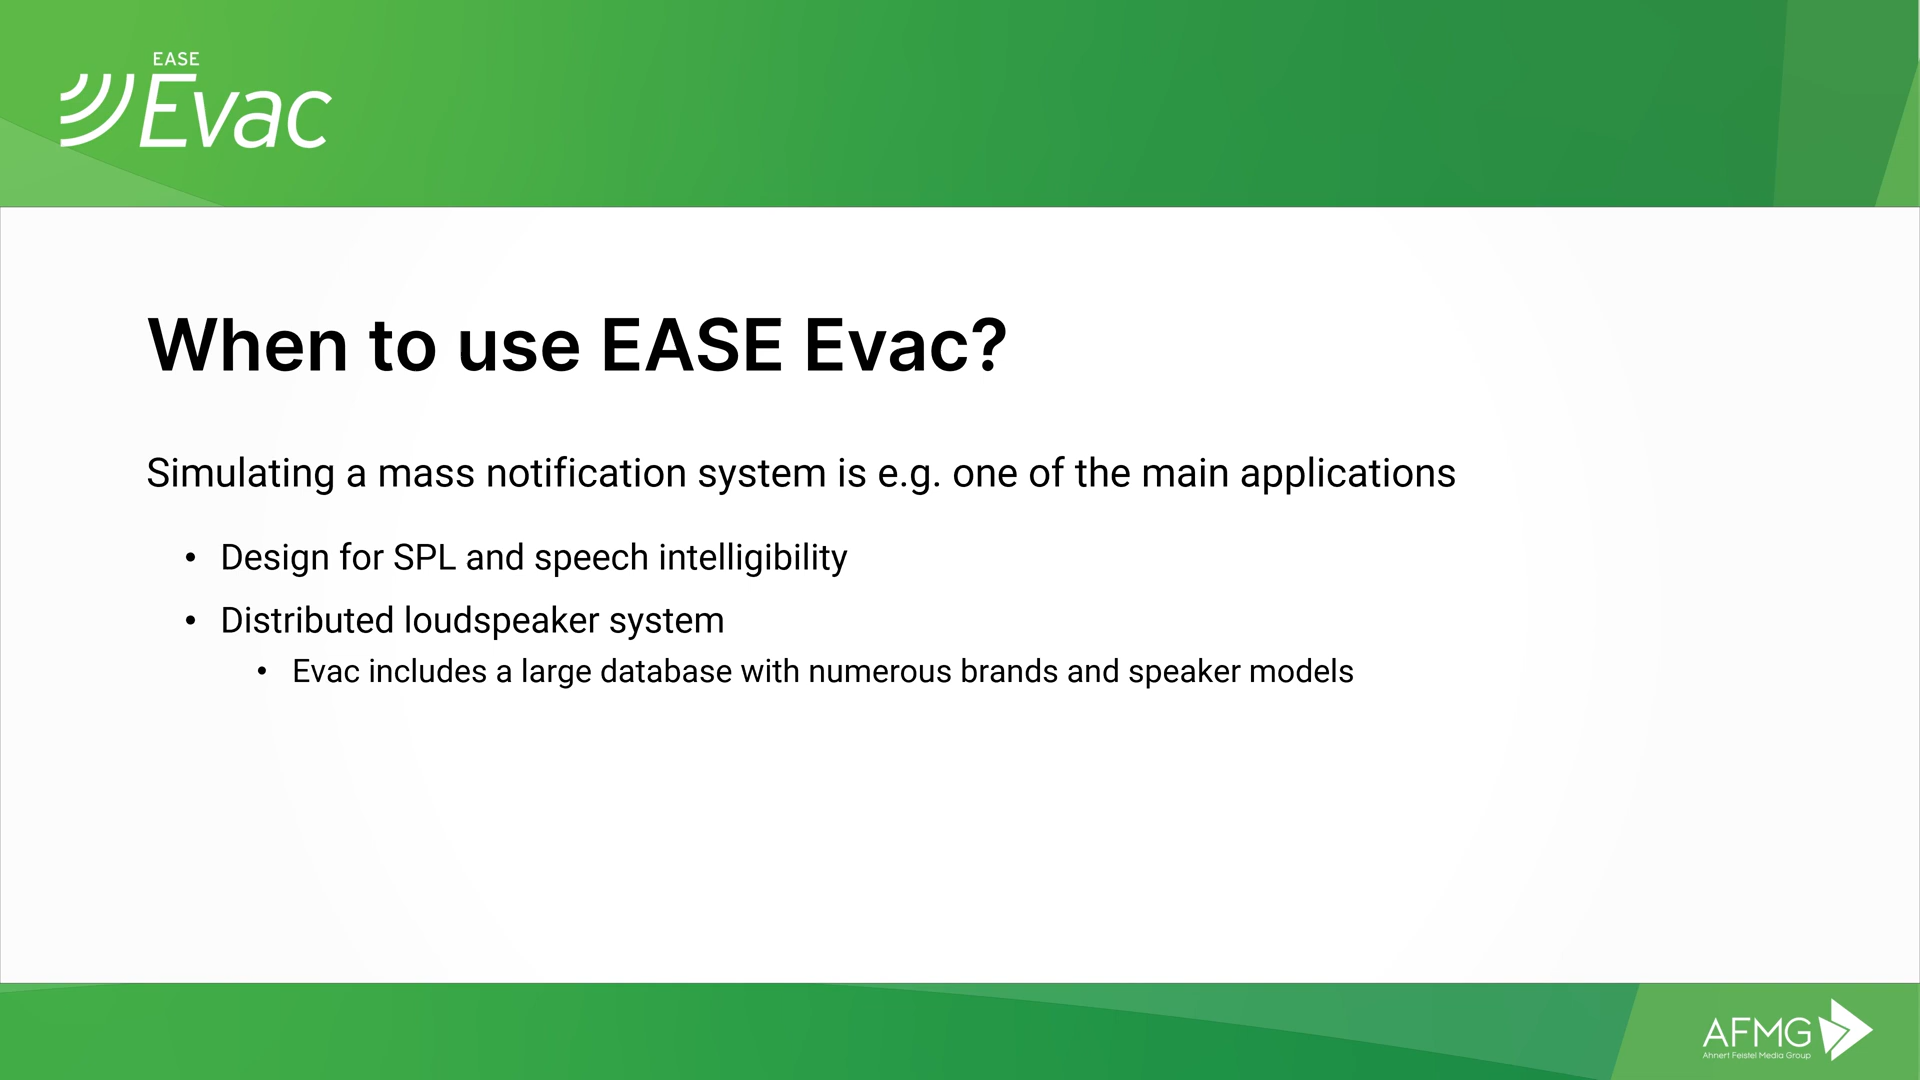 EASE
Evac
When to use EASE Evac?
Simulating a mass notification system is e.g. one of the main applications
• Design for SPL and speech intelligibility
• Distributed loudspeaker system
• Evac includes a large database with numerous brands and speaker models
AFMG
Ahnert Feistel Media Group